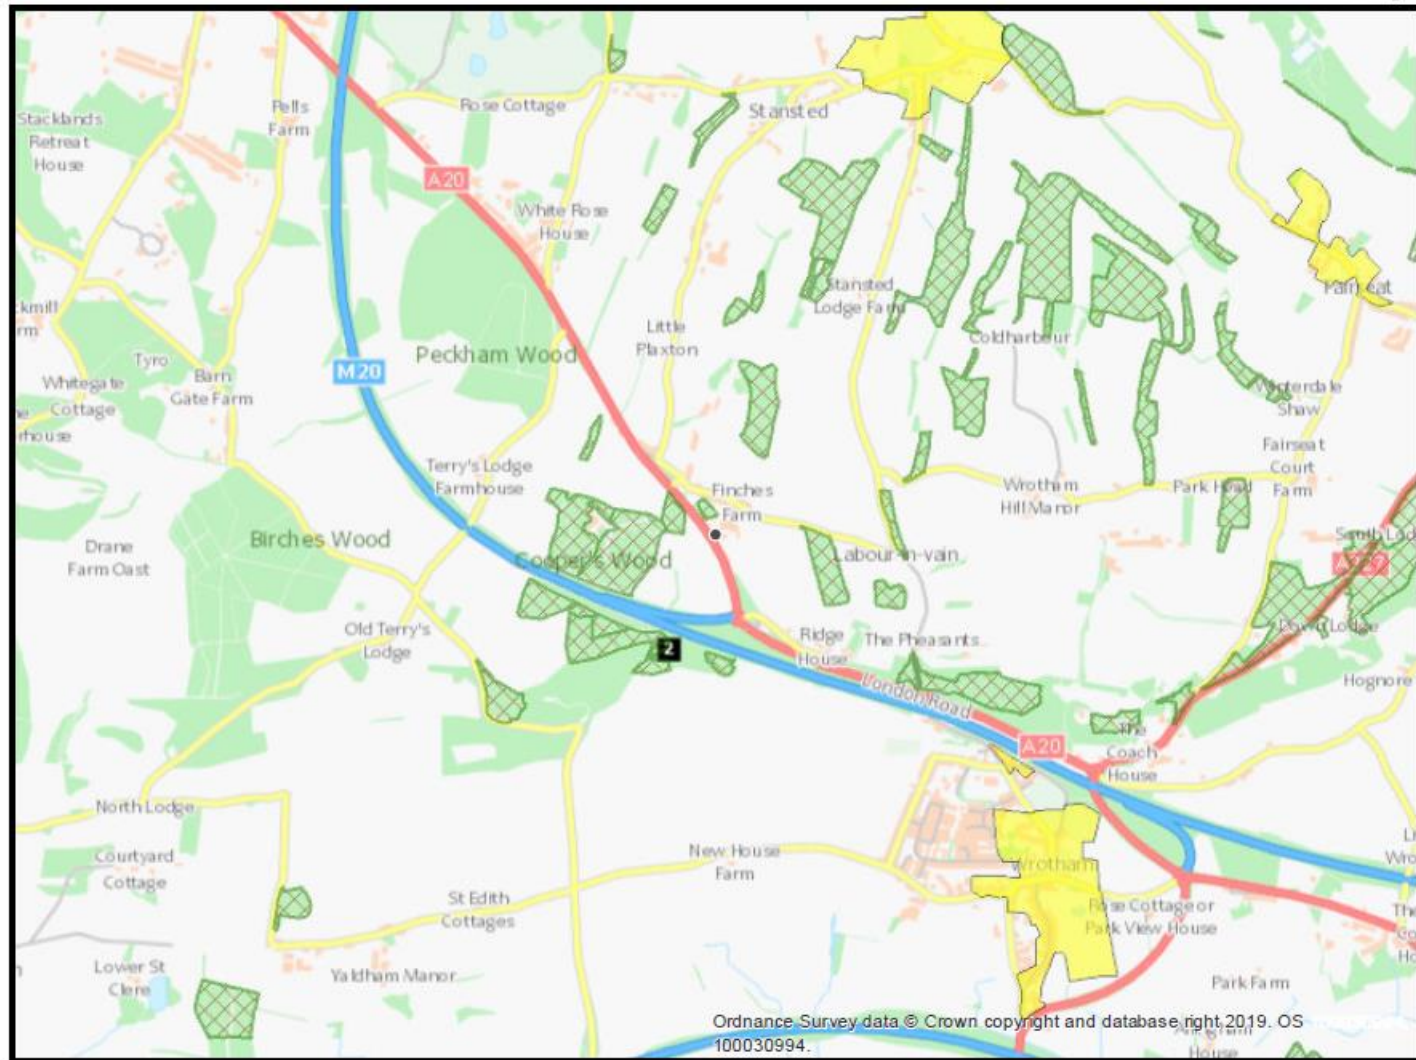 Stacklands
Retreat
House
Pells
Farm
Rose Cottage
Stansted
A20
White Rose
House
Stansted
Lodge Farm
Fairseat
Little
Plaxton
Coldharbour
Peckham Wood
Tyro
M20
Barn
Gate Farm
Whitegate
Cottage
Shaw
Fairseat
Court
Farm
Terry's Lodge
Farmhouse
Finches
Farm
Wrotham
Hill Manor
Park Head
Birches Wood
Drane
Farm Oast
Cooper's Wood
Labour-in-vain
Old Terry's
Lodge
2
Ridge
House
The Pheasants
Down Lodge
Hognore
London Road
A20
The
Coach
House
North Lodge
Courtyard
Cottage
New House
Farm
Wrotham
St Edith
Cottages
Rose Cottage or
Park View House
Lower St
Clere
Yaldham Manor
Park Farm
Ordnance Survey data © Crown copyright and database right 2019. OS
100030994.
House